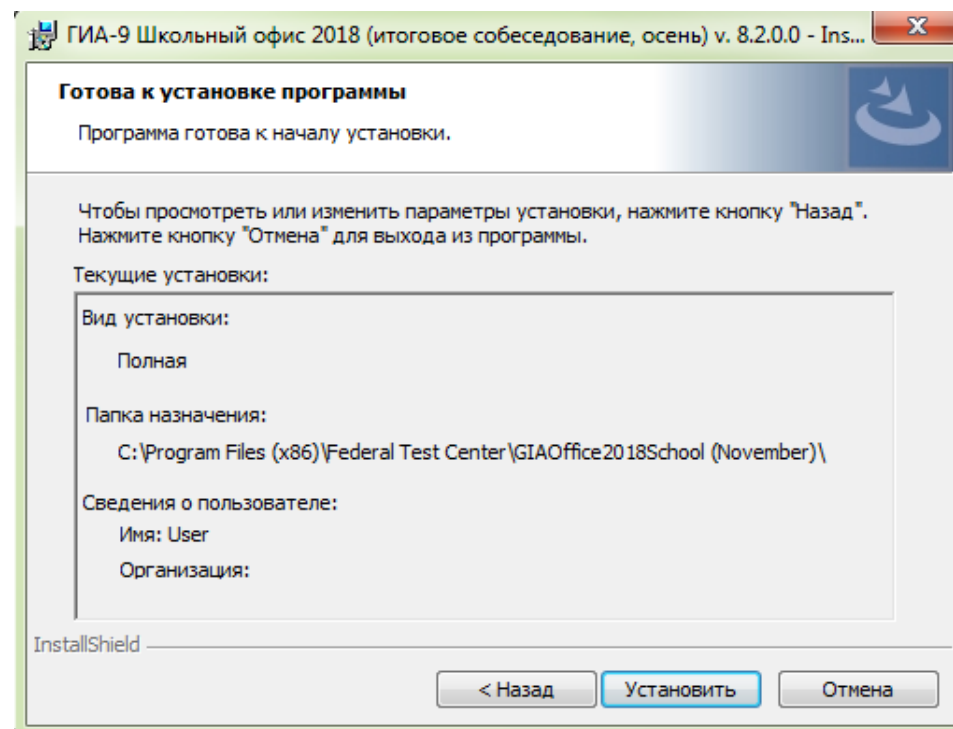 ГИА-9 Школьный офис 2018 (итоговое собеседование, осень) v. 8.2.0.0 - Ins...
Готова к установке программы
Программа готова к началу установки.
Чтобы просмотреть или изменить параметры установки, нажмите кнопку "Назад".
Нажмите кнопку "Отмена" для выхода из программы.
Текущие установки:
Вид установки:
Полная
Папка назначения:
C:\Program Files (x86)\Federal Test Center\GIAOffice2018School (November)\
Сведения о пользователе:
Имя: User
Организация:
InstallShield
< Назад
Установить
Отмена